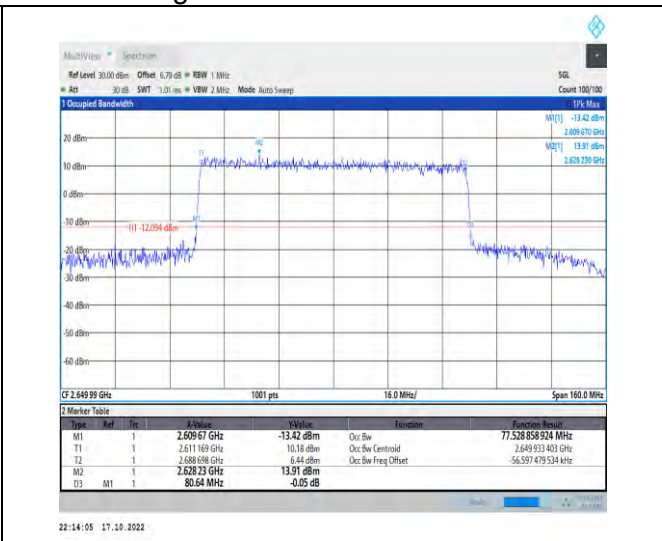 MultiView Spectrum
Ref Level 30.00 dBm Offset 6.79 dB RBW 1 MHz SGL
Att 30 dB SWT 1.01 ms VBW 2 MHz Mode Auto Sweep Count 100/100
1 Occupied Bandwidth 1Pk Max
M1[1] -13.42 dBm
2.609 670 GHz
M2[1] 13.91 dBm
2.628 230 GHz
20 dBm
M2
T1
10 dBm
0 dBm
-10 dBm
M1
H1 -12.094 dBm
-20 dBm
-30 dBm
-40 dBm
-50 dBm
-60 dBm
CF 2.649 99 GHz 1001 pts 16.0 MHz/ Span 160.0 MHz
2 Marker Table
Type Ref Trc X-Value Y-Value Function Function Result
M1 1 2.609 67 GHz -13.42 dBm Occ Bw 77.528 858 924 MHz
T1 1 2.611 169 GHz 10.18 dBm Occ Bw Centroid 2.649 933 403 GHz
T2 1 2.688 698 GHz 6.44 dBm Occ Bw Freq Offset -56.597 479 534 kHz
M2 1 2.628 23 GHz 13.91 dBm
D3 M1 1 80.64 MHz -0.05 dB
22:14:05 17.10.2022